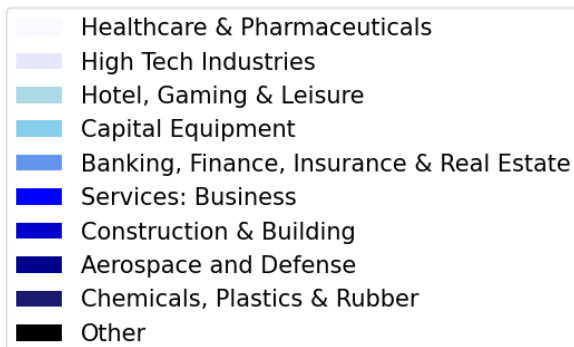 Healthcare & Pharmaceuticals
High Tech Industries
Hotel, Gaming & Leisure
Capital Equipment
Banking, Finance, Insurance & Real Estate
Services: Business
Construction & Building
Aerospace and Defense
Chemicals, Plastics & Rubber
Other